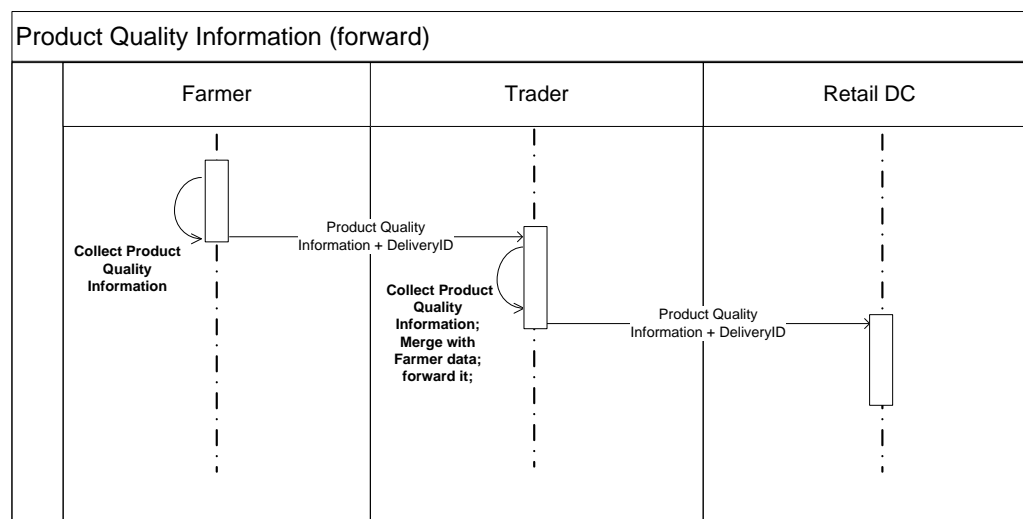 Product Quality Information (forward)
Farmer
Trader
Retail DC
Collect Product
Quality
Information
Product Quality
Information + DeliveryID
Collect Product
Quality
Information;
Merge with
Farmer data;
forward it;
Product Quality
Information + DeliveryID